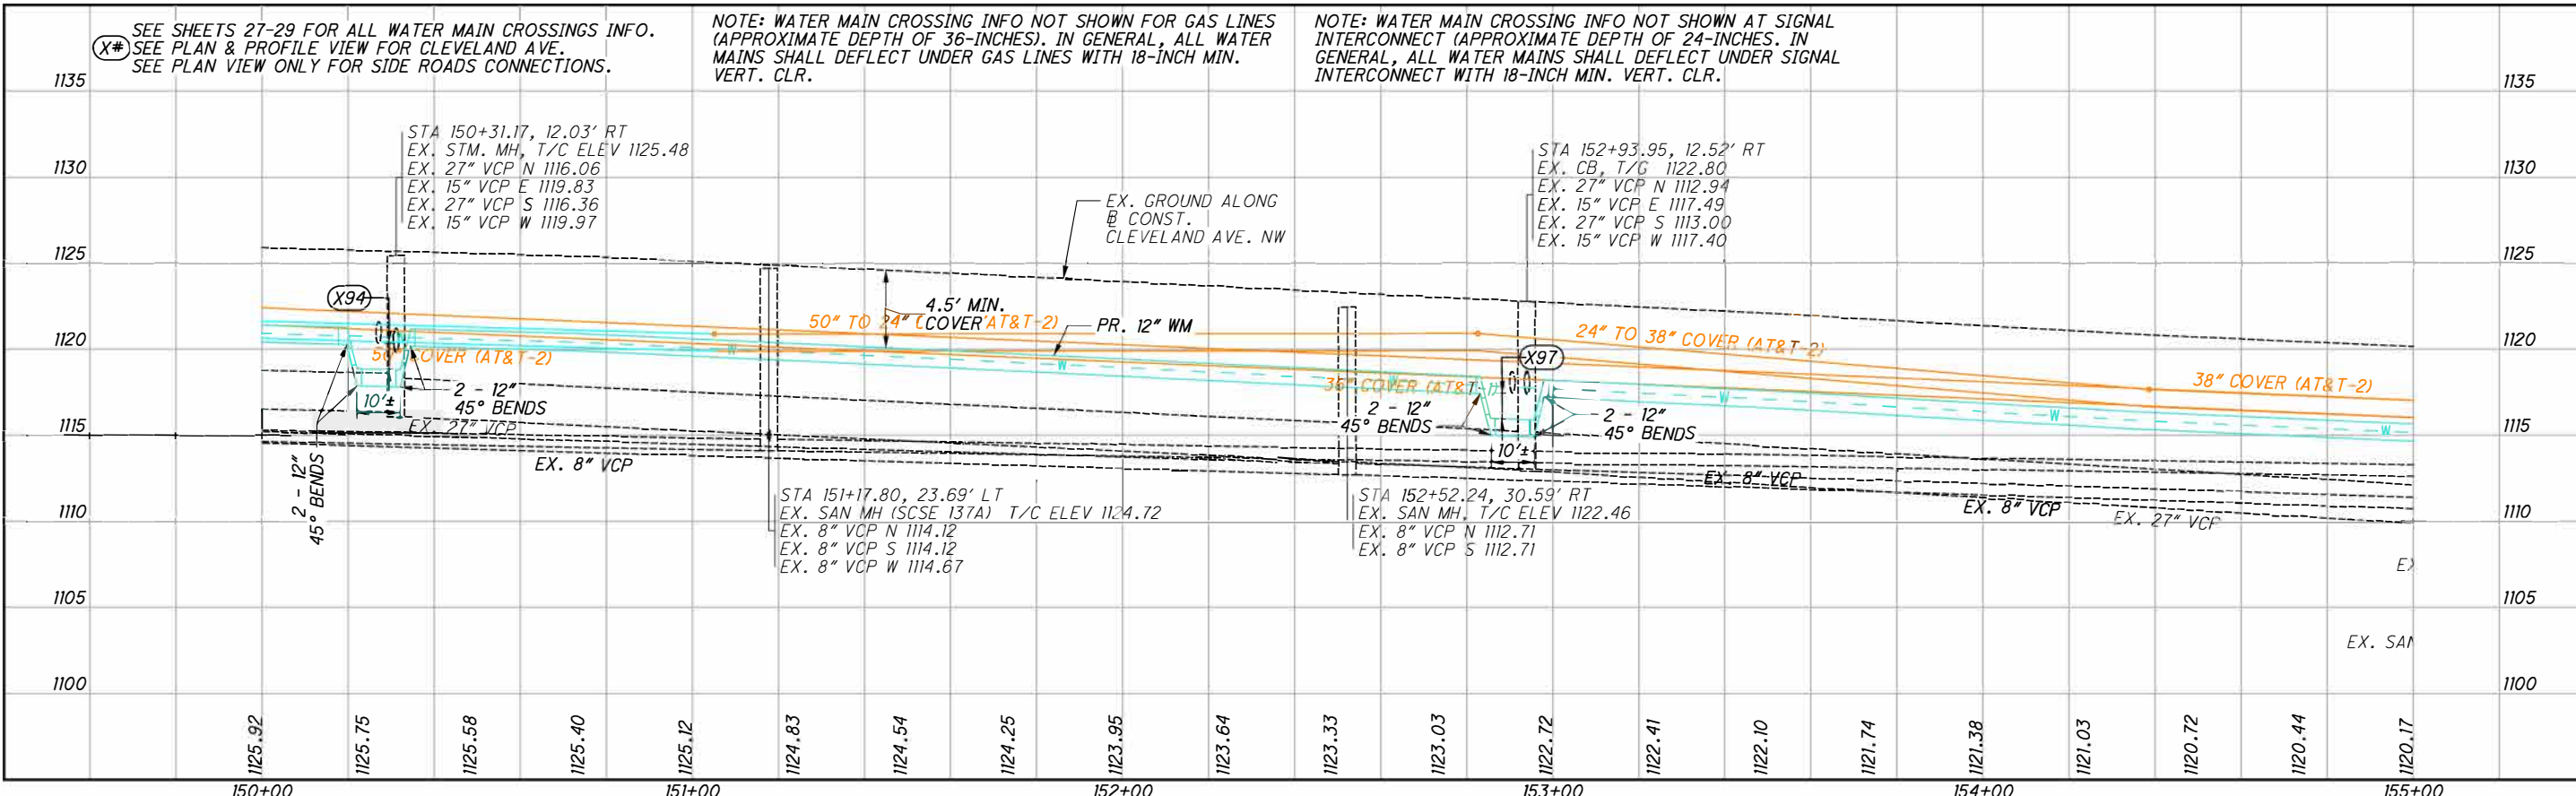 SEE SHEETS 27-29 FOR ALL WATER MAIN CROSSINGS INFO.
X# SEE PLAN & PROFILE VIEW FOR CLEVELAND AVE.
SEE PLAN VIEW ONLY FOR SIDE ROADS CONNECTIONS.
NOTE: WATER MAIN CROSSING INFO NOT SHOWN FOR GAS LINES
(APPROXIMATE DEPTH OF 36-INCHES). IN GENERAL, ALL WATER
MAINS SHALL DEFLECT UNDER GAS LINES WITH 18-INCH MIN.
VERT. CLR.
NOTE: WATER MAIN CROSSING INFO NOT SHOWN AT SIGNAL
INTERCONNECT (APPROXIMATE DEPTH OF 24-INCHES. IN
GENERAL, ALL WATER MAINS SHALL DEFLECT UNDER SIGNAL
INTERCONNECT WITH 18-INCH MIN. VERT. CLR.
1135
1135
STA 150+31.17, 12.03' RT
EX. STM. MH, T/C ELEV 1125.48
EX. 27" VCP N 1116.06
EX. 15" VCP E 1119.83
EX. 27" VCP S 1116.36
EX. 15" VCP W 1119.97
STA 152+93.95, 12.52' RT
EX. CB, T/G 1122.80
EX. 27" VCP N 1112.94
EX. 15" VCP E 1117.49
EX. 27" VCP S 1113.00
EX. 15" VCP W 1117.40
1130
1130
EX. GROUND ALONG
CONST.
CLEVELAND AVE. NW
1125
1125
X94
4.5' MIN.
COVER
50" TO 24" COVER (AT&T-2)
PR. 12" WM
24" TO 38" COVER (AT&T-2)
1120
1120
50" COVER (AT&T-2)
X97
W
W
W
W
W
W
36" COVER (AT&T-
38" COVER (AT&T-2)
2 - 12"
45° BENDS
10'±
2 - 12"
45° BENDS
2 - 12"
45° BENDS
10'±
EX. 27" VCP
1115
1115
2 - 12"
45° BENDS
EX. 8" VCP
EX. 8" VCP
EX. 8" VCP
EX. 27" VCP
STA 151+17.80, 23.69' LT
EX. SAN MH (SCSE 137A) T/C ELEV 1124.72
EX. 8" VCP N 1114.12
EX. 8" VCP S 1114.12
EX. 8" VCP W 1114.67
STA 152+52.24, 30.59' RT
EX. SAN MH, T/C ELEV 1122.46
EX. 8" VCP N 1112.71
EX. 8" VCP S 1112.71
1110
1110
EX
1105
1105
EX. SAN
1100
1100
1125.92
1125.75
1125.58
1125.40
1125.12
1124.83
1124.54
1124.25
1123.95
1123.64
1123.33
1123.03
1122.72
1122.41
1122.10
1121.74
1121.38
1121.03
1120.72
1120.44
1120.17
150+00
151+00
152+00
153+00
154+00
155+00